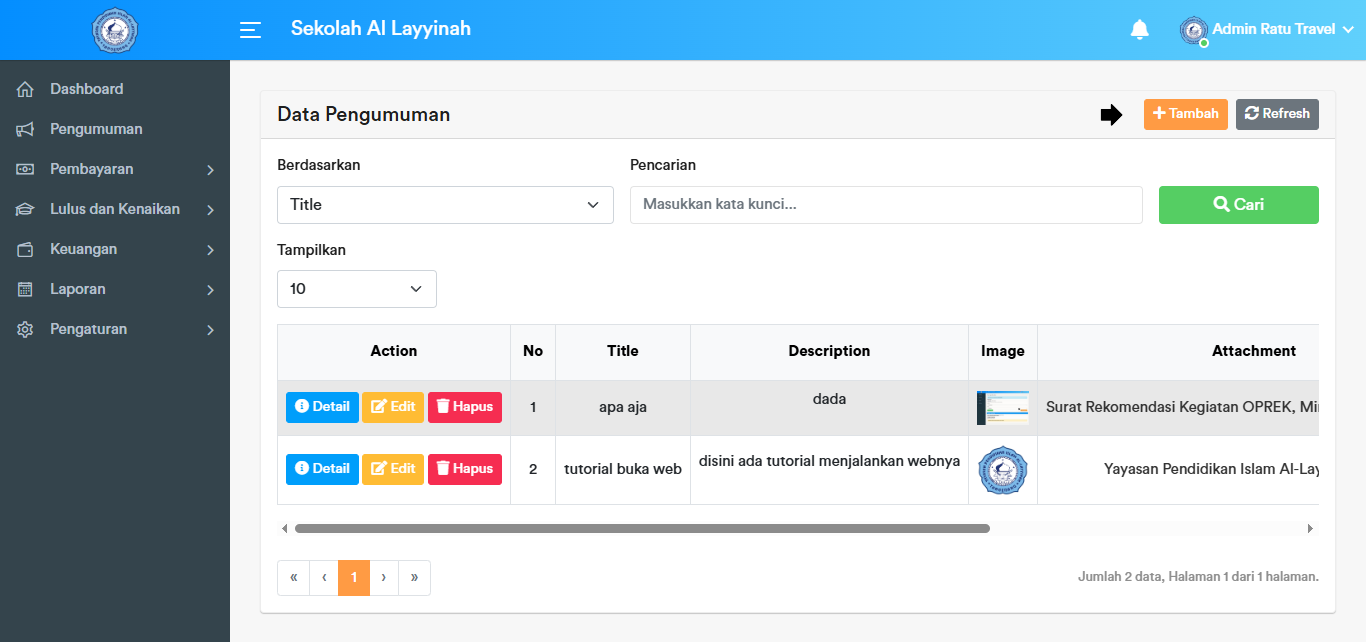 Sekolah Al Layyinah
Admin Ratu Travel
Dashboard
Pengumuman
Pembayaran
Lulus dan Kenaikan
Keuangan
Laporan
Pengaturan
Data Pengumuman
Tambah
Refresh
Berdasarkan
Pencarian
Title
Masukkan kata kunci...
Cari
Tampilkan
10
Action No Title Description Image Attachment
Detail Edit Hapus 1 apa aja dada Surat Rekomendasi Kegiatan OPREK, Mi
Detail Edit Hapus 2 tutorial buka web disini ada tutorial menjalankan webnya Yayasan Pendidikan Islam Al-Lay
« ‹ 1 › »
Jumlah 2 data, Halaman 1 dari 1 halaman.